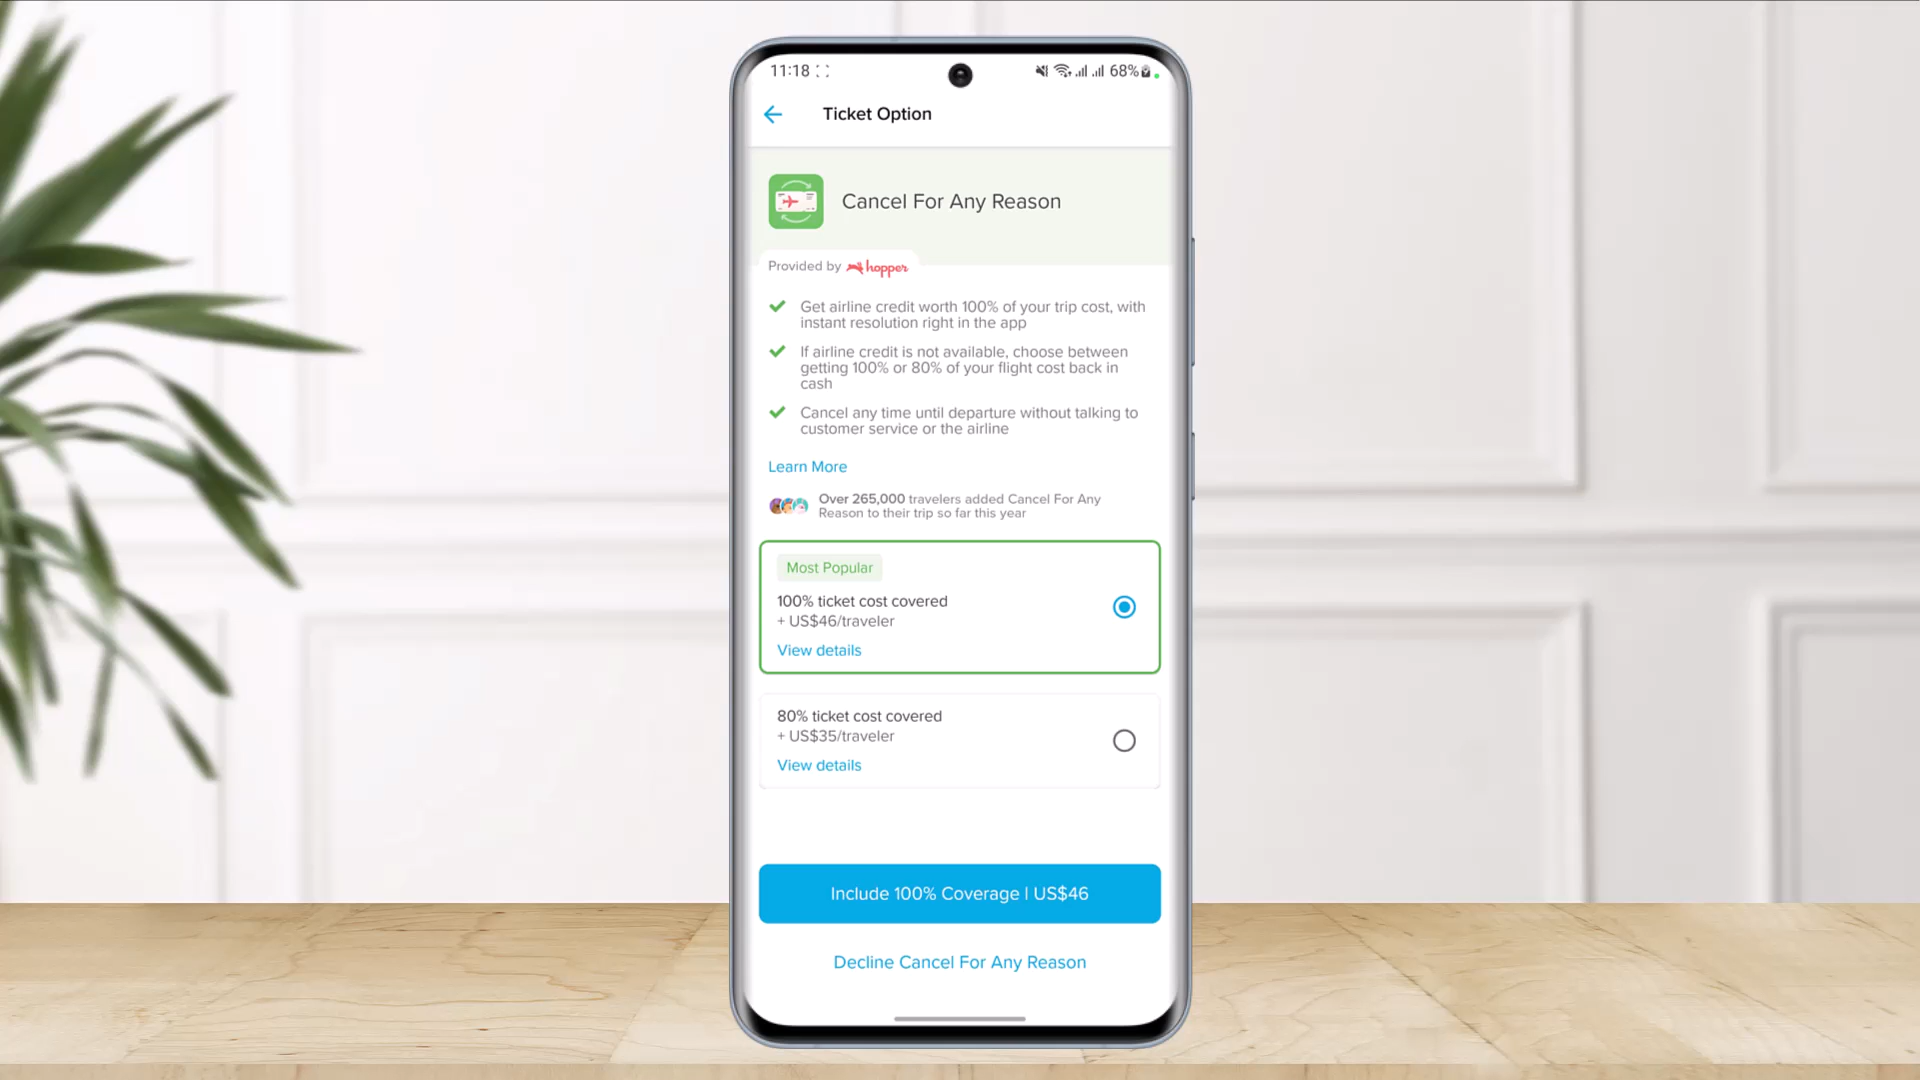 11:18
68%
Ticket Option
Cancel For Any Reason
Provided by hopper
Get airline credit worth 100% of your trip cost, with
instant resolution right in the app
If airline credit is not available, choose between
getting 100% or 80% of your flight cost back in
cash
Cancel any time until departure without talking to
customer service or the airline
Learn More
Over 265,000 travelers added Cancel For Any
Reason to their trip so far this year
Most Popular
100% ticket cost covered
+ US$46/traveler
View details
80% ticket cost covered
+ US$35/traveler
View details
Include 100% Coverage | US$46
Decline Cancel For Any Reason